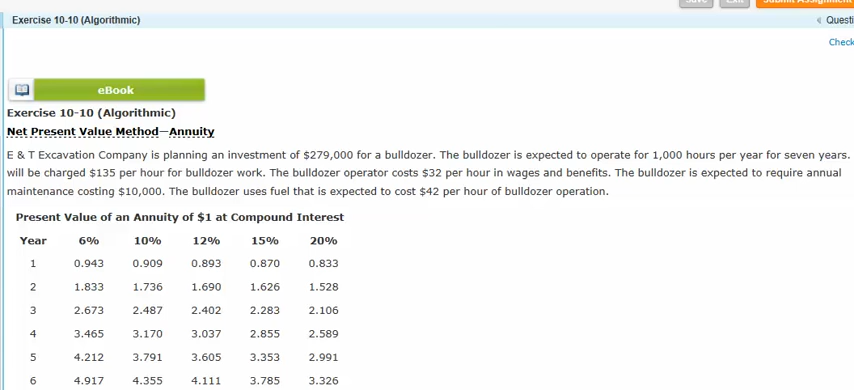 Save Exit Submit Assignment
Exercise 10-10 (Algorithmic)
Questi
Check
eBook
Exercise 10-10 (Algorithmic)
Net Present Value Method—Annuity
E & T Excavation Company is planning an investment of $279,000 for a bulldozer. The bulldozer is expected to operate for 1,000 hours per year for seven years.
will be charged $135 per hour for bulldozer work. The bulldozer operator costs $32 per hour in wages and benefits. The bulldozer is expected to require annual
maintenance costing $10,000. The bulldozer uses fuel that is expected to cost $42 per hour of bulldozer operation.
Present Value of an Annuity of $1 at Compound Interest
Year 6% 10% 12% 15% 20%
1 0.943 0.909 0.893 0.870 0.833
2 1.833 1.736 1.690 1.626 1.528
3 2.673 2.487 2.402 2.283 2.106
4 3.465 3.170 3.037 2.855 2.589
5 4.212 3.791 3.605 3.353 2.991
6 4.917 4.355 4.111 3.785 3.326